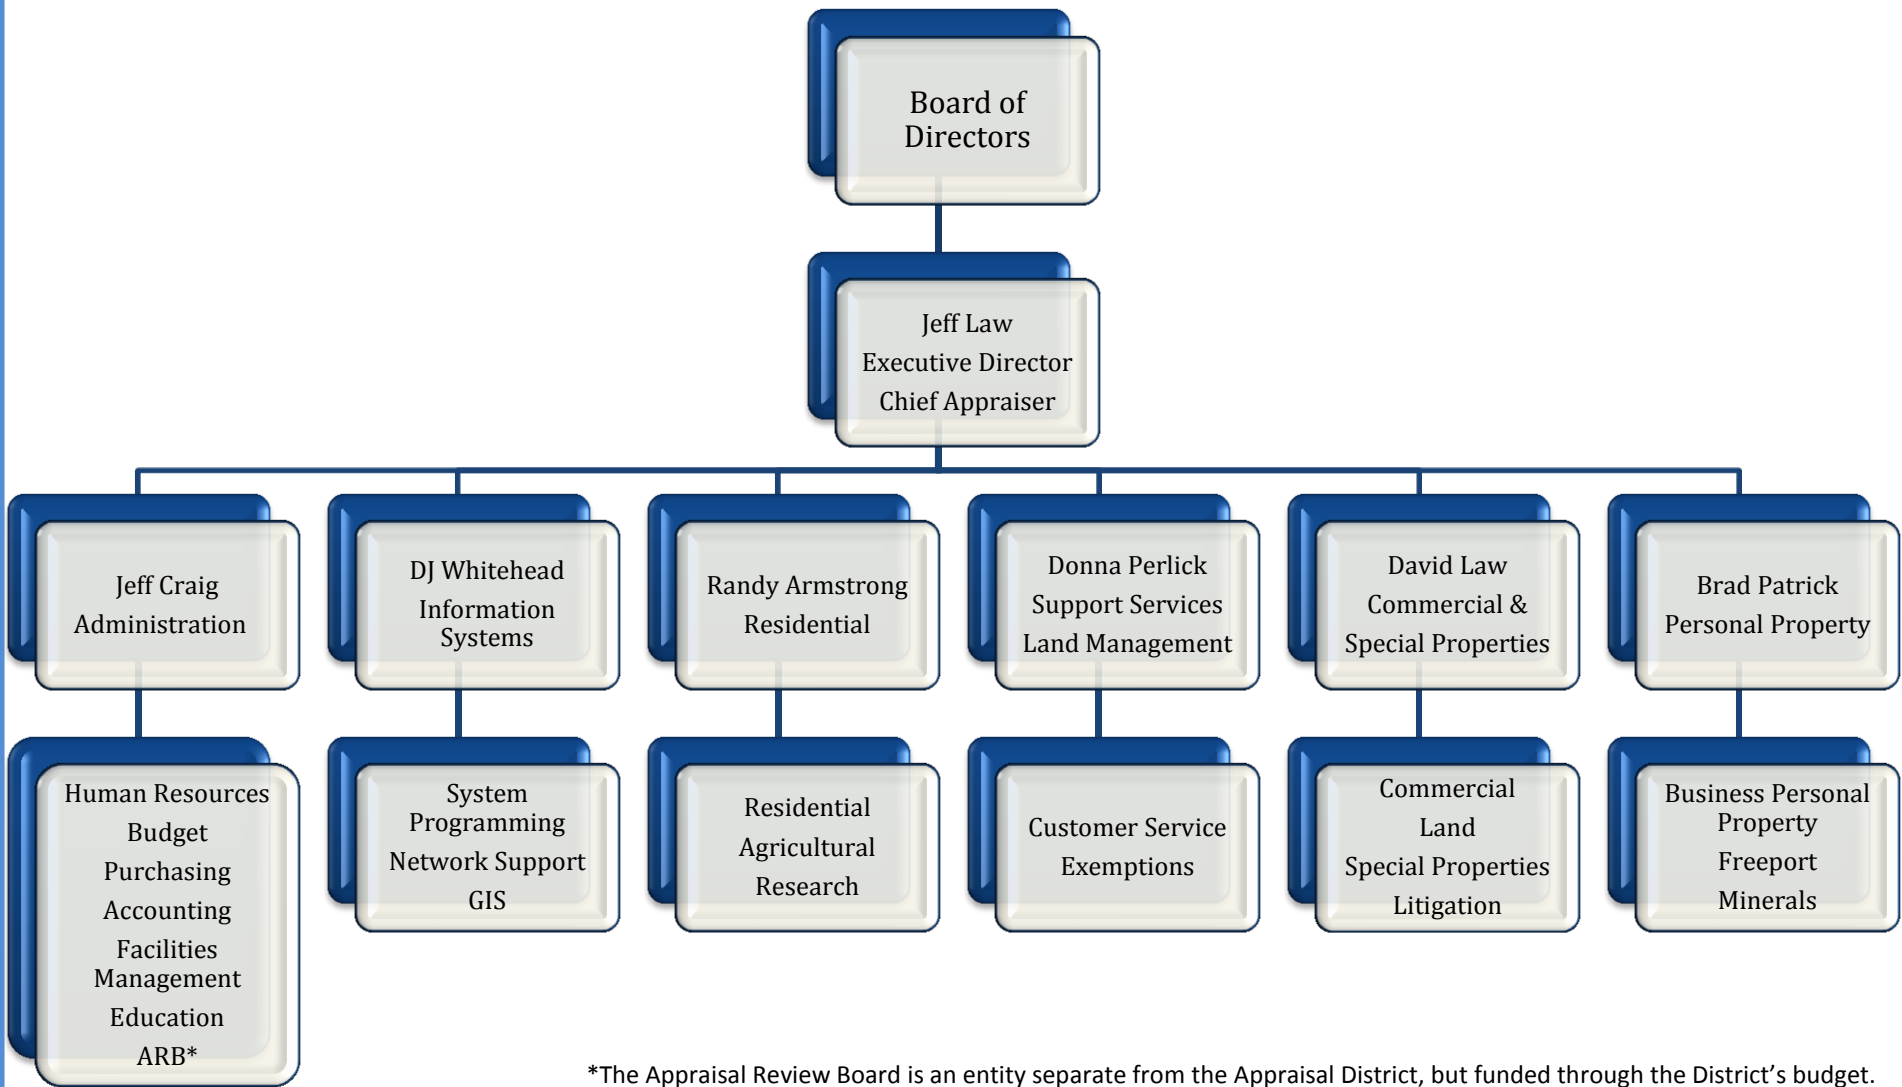 Board of
Directors
Jeff Law
Executive Director
Chief Appraiser
Jeff Craig
Administration
DJ Whitehead
Information
Systems
Randy Armstrong
Residential
Donna Perlick
Support Services
Land Management
David Law
Commercial &
Special Properties
Brad Patrick
Personal Property
Human Resources
Budget
Purchasing
Accounting
Facilities
Management
Education
ARB*
System
Programming
Network Support
GIS
Residential
Agricultural
Research
Customer Service
Exemptions
Commercial
Land
Special Properties
Litigation
Business Personal
Property
Freeport
Minerals
*The Appraisal Review Board is an entity separate from the Appraisal District, but funded through the District’s budget.